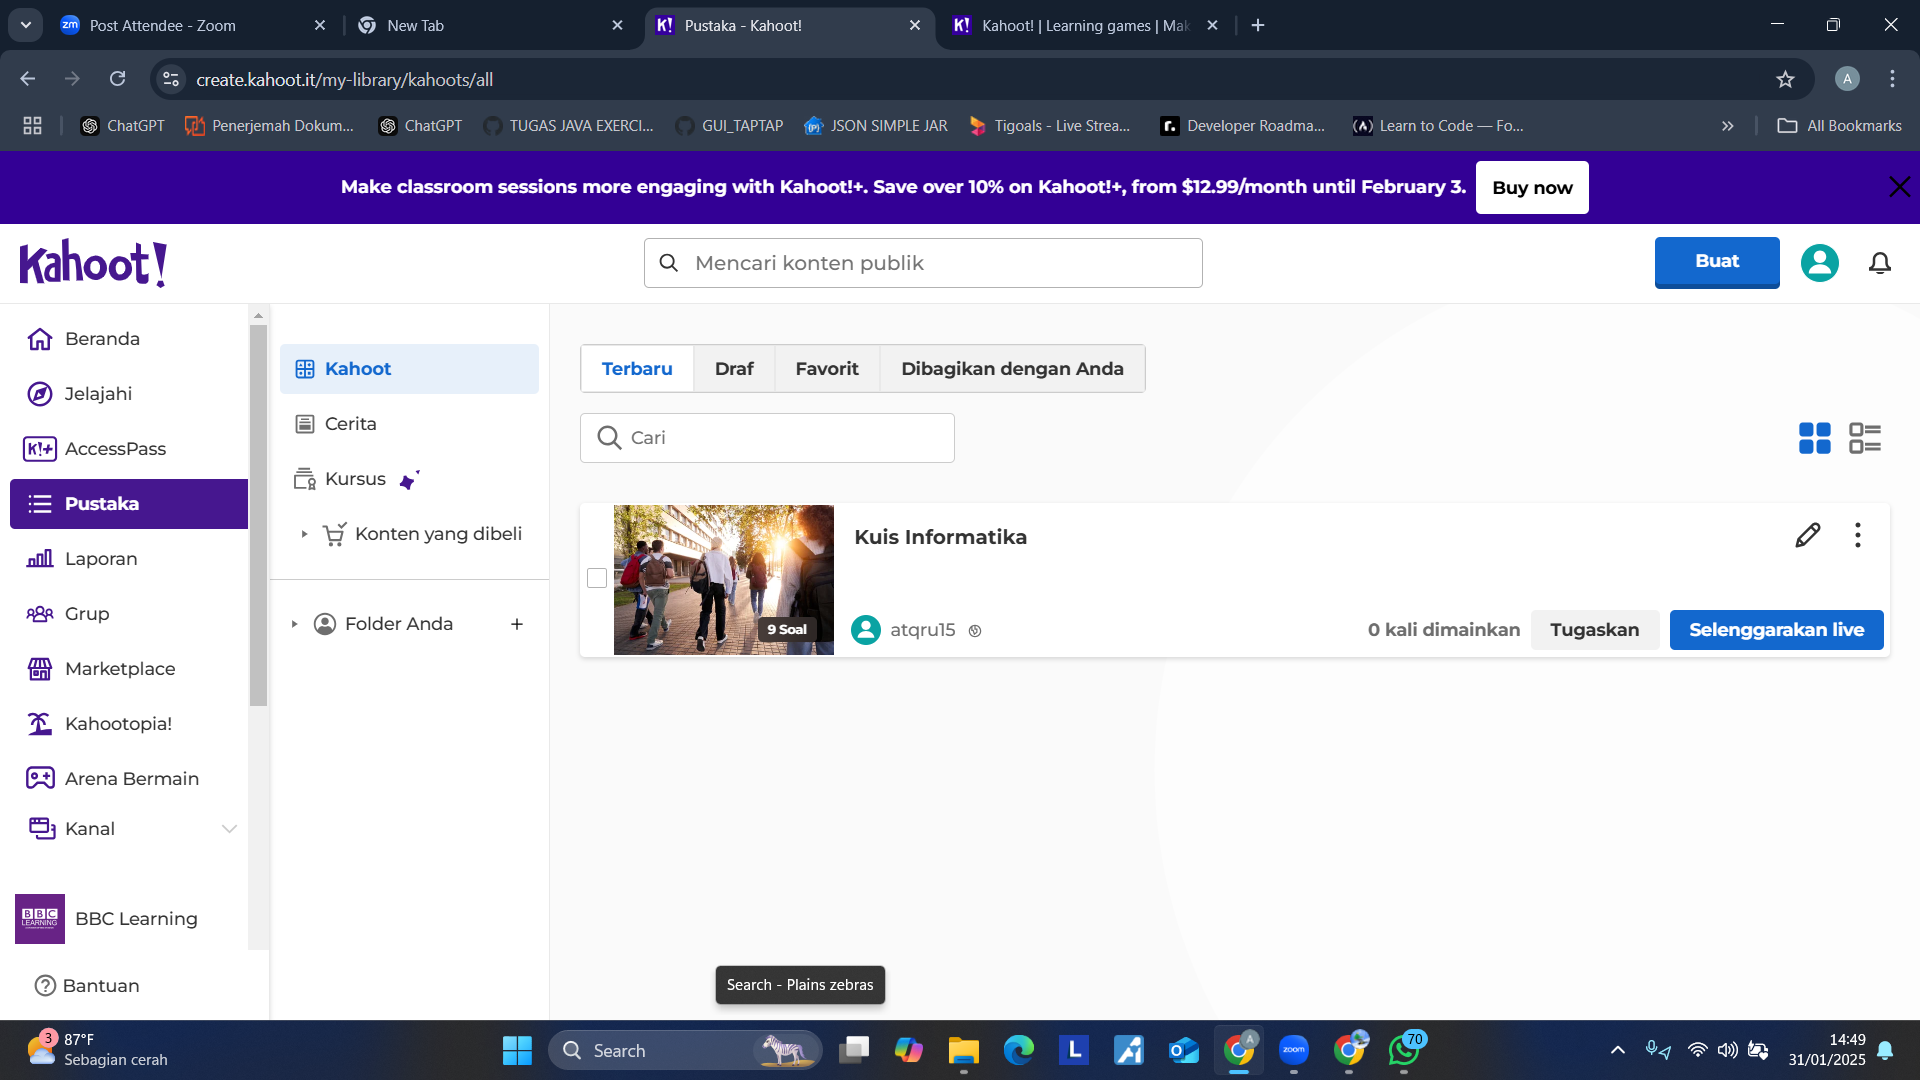 Post Attendee - Zoom
New Tab
Pustaka - Kahoot!
Kahoot! | Learning games | Mak
create.kahoot.it/my-library/kahoots/all
A
ChatGPT
Penerjemah Dokum...
ChatGPT
TUGAS JAVA EXERCI...
GUI_TAPTAP
JSON SIMPLE JAR
Tigoals - Live Strea...
Developer Roadma...
Learn to Code — Fo...
All Bookmarks
Make classroom sessions more engaging with Kahoot!+. Save over 10% on Kahoot!+, from $12.99/month until February 3.
Buy now
Kahoot!
Mencari konten publik
Buat
Beranda
Jelajahi
K!+ AccessPass
Pustaka
Laporan
Grup
Marketplace
Kahootopia!
Arena Bermain
Kanal
BBC LEARNING
BBC Learning
Bantuan
Kahoot
Cerita
Kursus
Konten yang dibeli
Folder Anda
Terbaru
Draf
Favorit
Dibagikan dengan Anda
Cari
9 Soal
Kuis Informatika
atqru15
0 kali dimainkan
Tugaskan
Selenggarakan live
Search - Plains zebras
3
87°F
Sebagian cerah
Search
L
A
zoom
70
14:49
31/01/2025